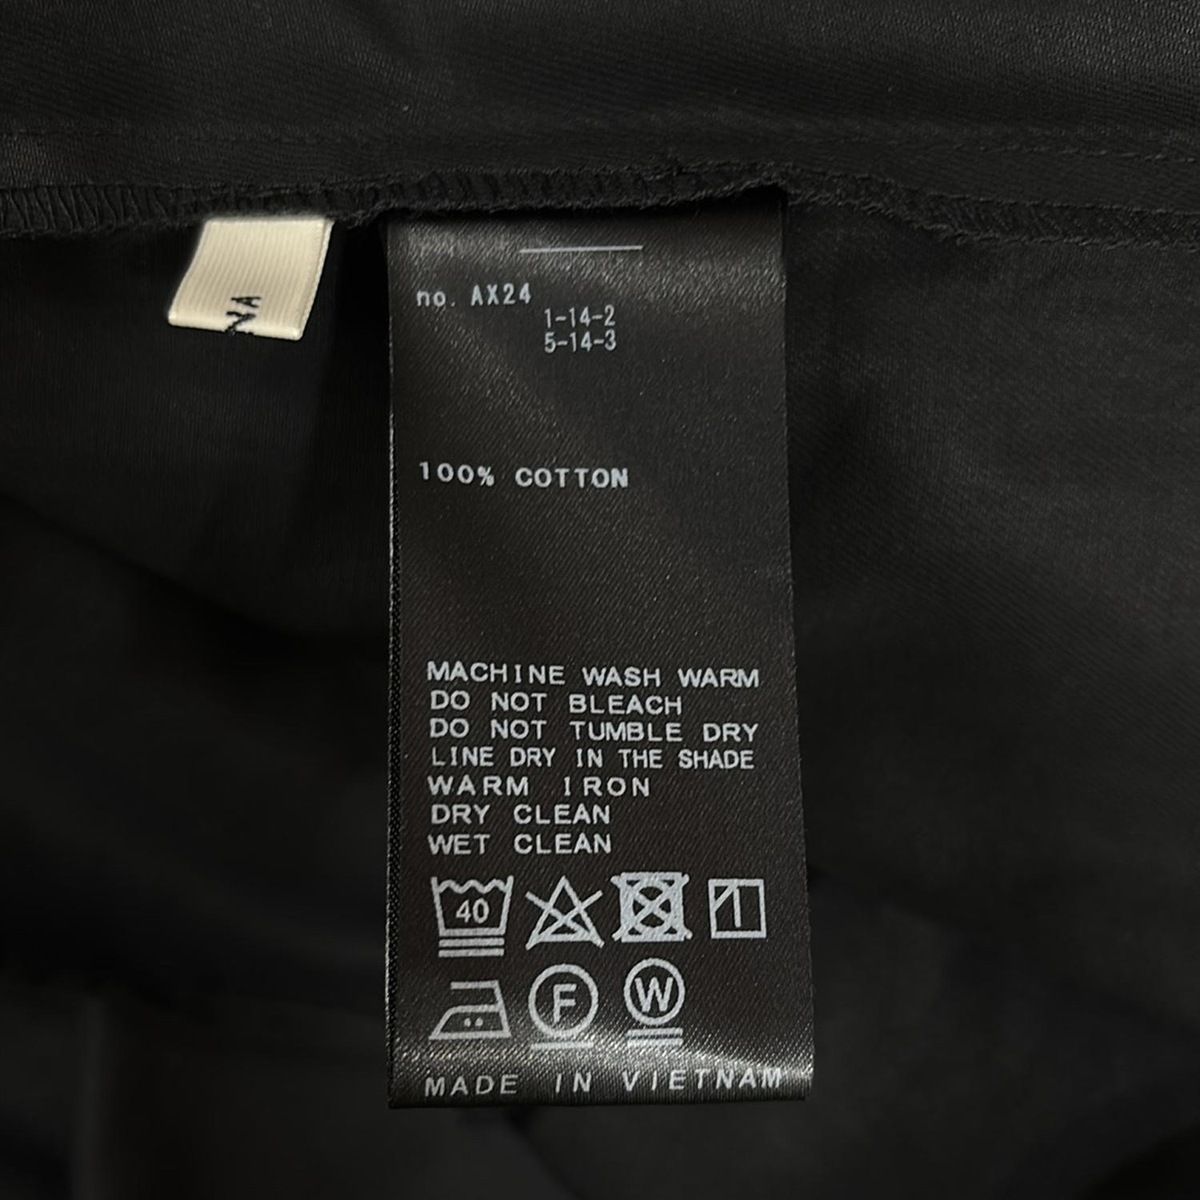 NA
no. AX24
1-14-2
5-14-3
100% COTTON
MACHINE WASH WARM
DO NOT BLEACH
DO NOT TUMBLE DRY
LINE DRY IN THE SHADE
WARM IRON
DRY CLEAN
WET CLEAN
40
F W
MADE IN VIETNAM